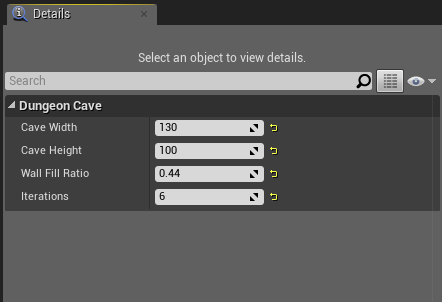 Details
Select an object to view details.
Search
Dungeon Cave
Cave Width 130
Cave Height 100
Wall Fill Ratio 0.44
Iterations 6